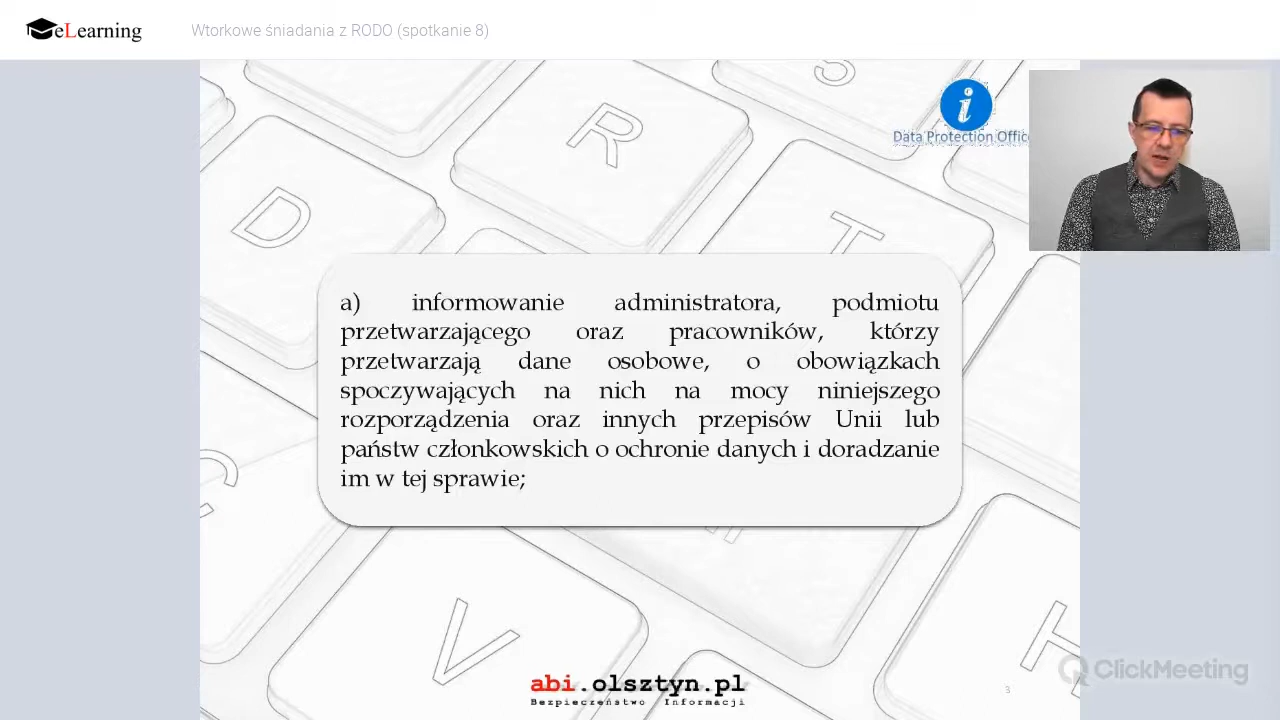 eLearning
Wtorkowe śniadania z RODO (spotkanie 8)
S
R
D
T
i
Data Protection
a) informowanie administratora, podmiotu
przetwarzającego oraz pracowników, którzy
przetwarzają dane osobowe, o obowiązkach
spoczywających na nich na mocy niniejszego
rozporządzenia oraz innych przepisów Unii lub
państw członkowskich o ochronie danych i doradzanie
im w tej sprawie;
V
H
abi.olsztyn.pl
Bezpieczeństwo Informacji
3
ClickMeeting